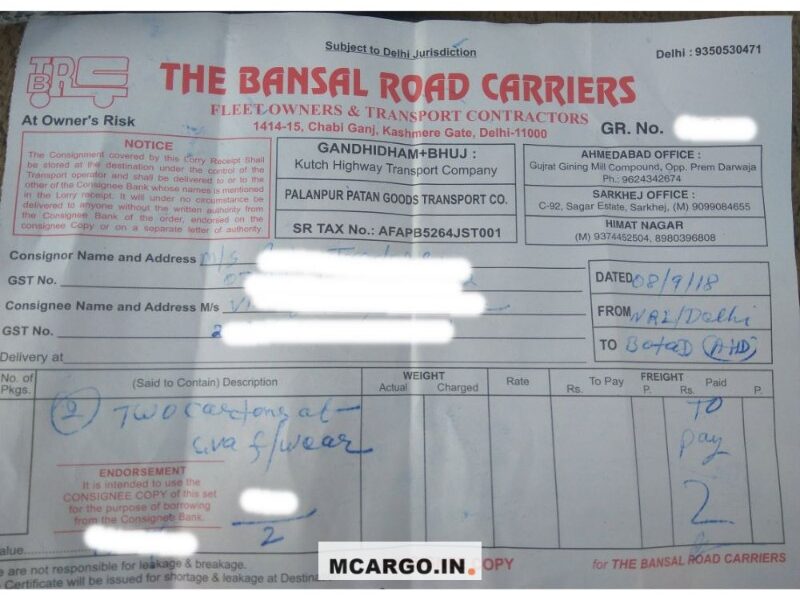 Subject to Delhi Jurisdiction
Delhi : 9350530471
TBRC
THE BANSAL ROAD CARRIERS
FLEET OWNERS & TRANSPORT CONTRACTORS
1414-15, Chabi Ganj, Kashmere Gate, Delhi-11000
At Owner's Risk
GR. No.
NOTICE
The Consignment covered by this Lorry Receipt Shall
be stored at the destination under the control of the
Transport operator and shall be delivered to or to the
other of the Consignee Bank whose names is mentioned
in the Lorry receipt. It will under no circumstance be
delivered to anyone without the written authority from
the Consignee Bank of the order, endorsed on the
consignee Copy or on a separate letter of authority.
GANDHIDHAM+BHUJ :
Kutch Highway Transport Company
PALANPUR PATAN GOODS TRANSPORT CO.
SR TAX No.: AFAPB5264JST001
AHMEDABAD OFFICE :
Gujrat Gining Mill Compound, Opp. Prem Darwaja
Ph.: 9624342674
SARKHEJ OFFICE :
C-92, Sagar Estate, Sarkhej, (M) 9099084655
HIMAT NAGAR
(M) 9374452504, 8980396808
Consignor Name and Address M/s
GST No. 07
Consignee Name and Address M/s
GST No. 2
DATED 08/9/18
FROM /Delhi
TO Botad (AHD)
Delivery at
No. of Pkgs. (Said to Contain) Description WEIGHT Actual Charged Rate FREIGHT To Pay Rs. P. Paid Rs. P.
(2) Two cartons at
f/wear
To
pay
2
ENDORSEMENT
It is intended to use the
CONSIGNEE COPY of this set
for the purpose of borrowing
from the Consignee Bank.
2
alue
are not responsible for leakage & breakage.
Certificate will be issued for shortage & leakage at
OPY
for THE BANSAL ROAD CARRIERS
MCARGO.IN.